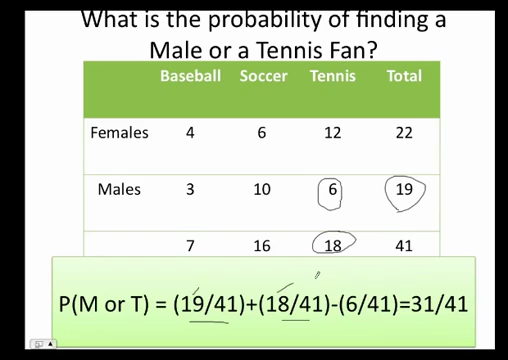 What is the probability of finding a
Male or a Tennis Fan?
Baseball Soccer Tennis Total
Females 4 6 12 22
Males 3 10 6 19
7 16 18 41
P(M or T) = (19/41)+(18/41)-(6/41)=31/41